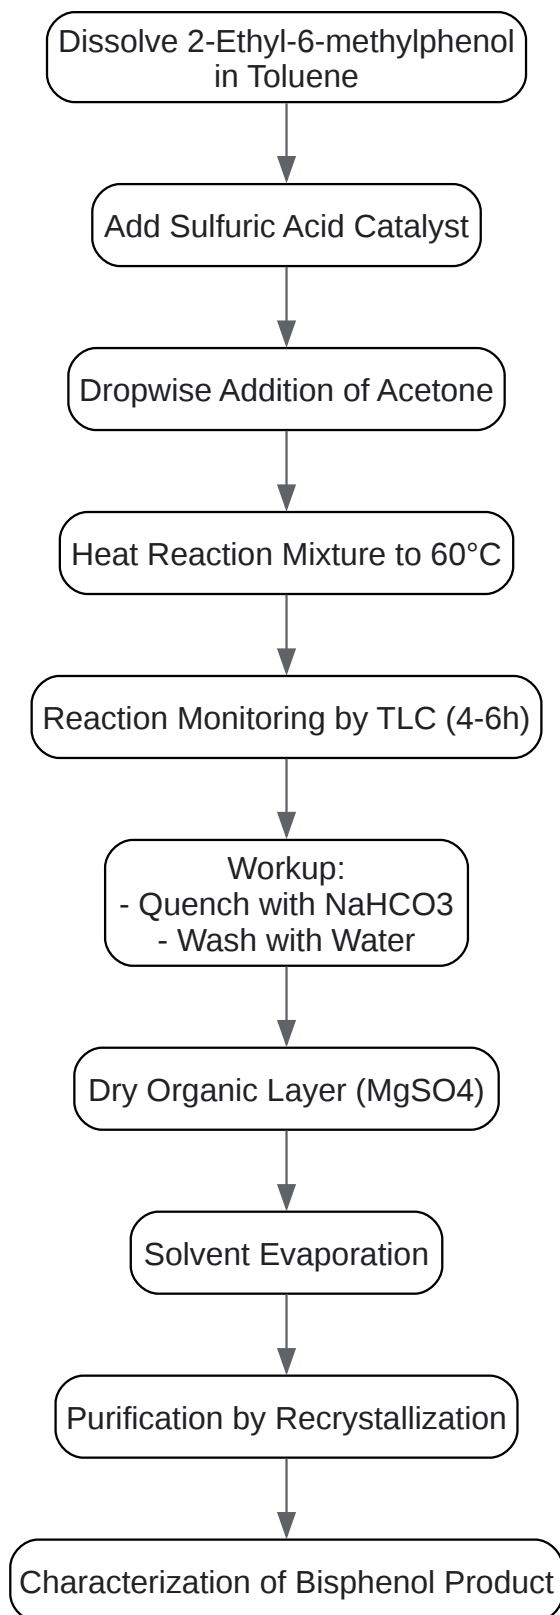 Dissolve 2-Ethyl-6-methylphenol
in Toluene
Add Sulfuric Acid Catalyst
Dropwise Addition of Acetone
Heat Reaction Mixture to 60°C
Reaction Monitoring by TLC (4-6h)
Workup:
- Quench with NaHCO3
- Wash with Water
Dry Organic Layer (MgSO4)
Solvent Evaporation
Purification by Recrystallization
Characterization of Bisphenol Product